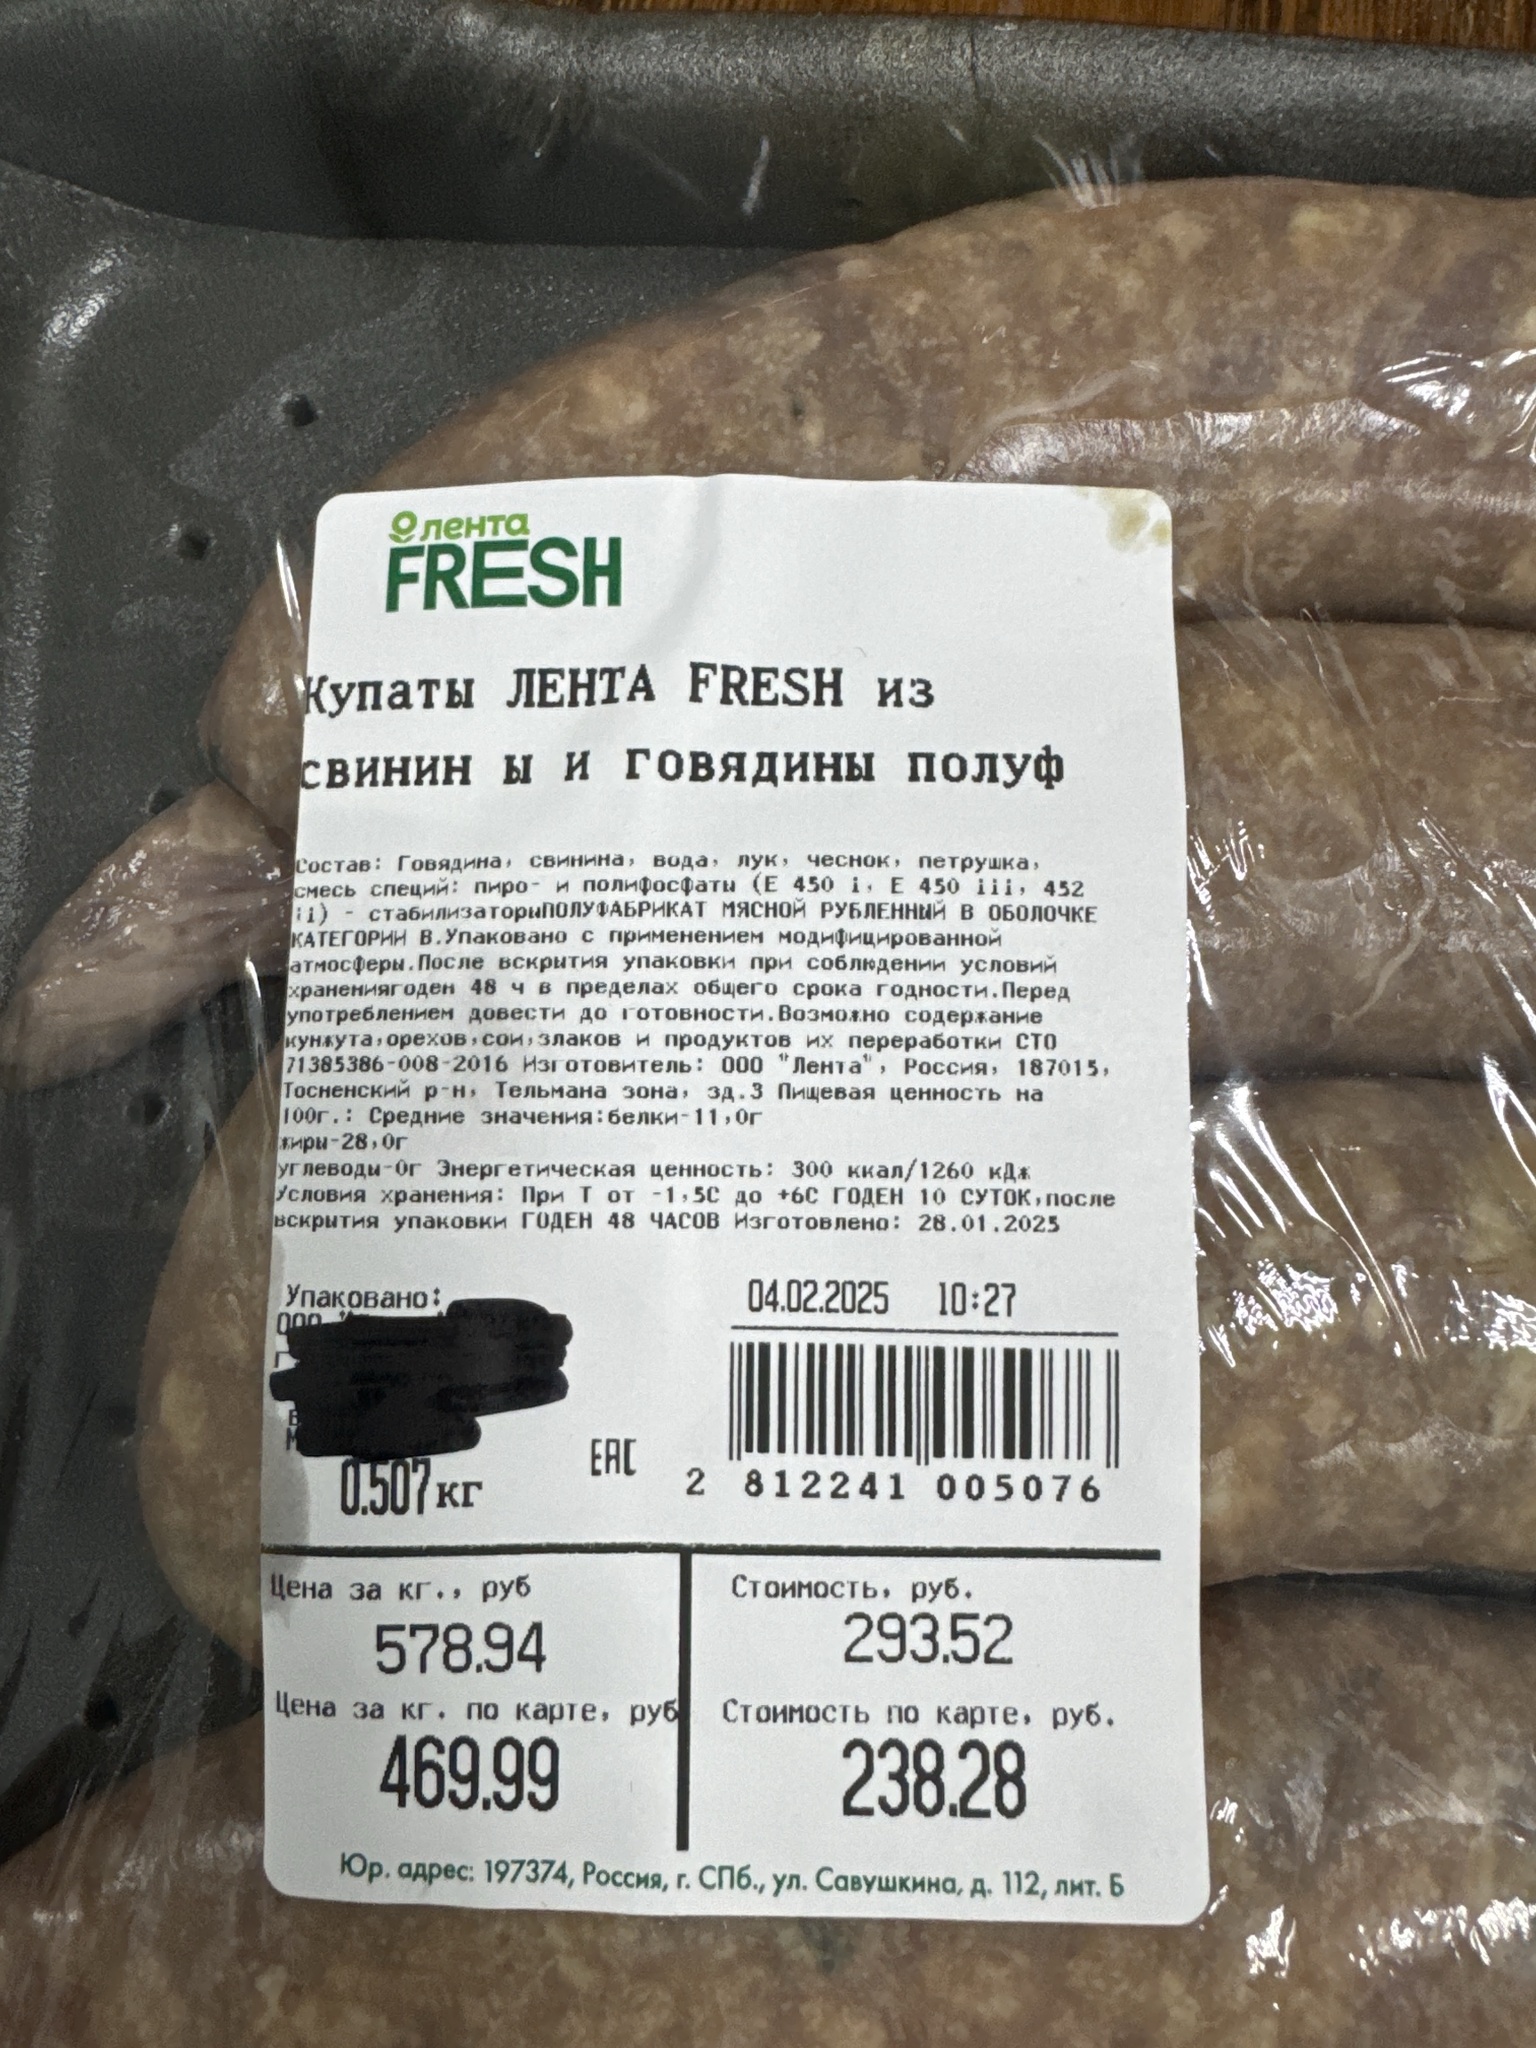 лента
FRESH
Купаты ЛЕНТА FRESH из
свинин ы и говядины полуф
Состав: Говядина, свинина, вода, лук, чеснок, петрушка,
смесь специй: пиро- и полифосфаты (Е 450 i, Е 450 iii, 452
ii) - стабилизаторыПОЛУФАБРИКАТ МЯСНОЙ РУБЛЕННЫЙ В ОБОЛОЧКЕ
КАТЕГОРИИ В.Упаковано с применением модифицированной
атмосферы.После вскрытия упаковки при соблюдении условий
хранениягоден 48 ч в пределах общего срока годности.Перед
употреблением довести до готовности.Возможно содержание
кунжута,орехов,сои,злаков и продуктов их переработки СТО
71385386-008-2016 Изготовитель: ООО "Лента", Россия, 187015,
Тосненский р-н, Тельмана зона, зд.3 Пищевая ценность на
100г.: Средние значения:белки-11,0г
жиры-28,0г
углеводы-0г Энергетическая ценность: 300 ккал/1260 кДж
Условия хранения: При Т от -1,5С до +6С ГОДЕН 10 СУТОК,после
вскрытия упаковки ГОДЕН 48 ЧАСОВ Изготовлено: 28.01.2025
Упаковано:
ООО
04.02.2025 10:27
EAC
2 812241 005076
0.507кг
Цена за кг., руб
578.94
Стоимость, руб.
293.52
Цена за кг. по карте, руб
469.99
Стоимость по карте, руб.
238.28
Юр. адрес: 197374, Россия, г. СПб., ул. Савушкина, д. 112, лит. Б